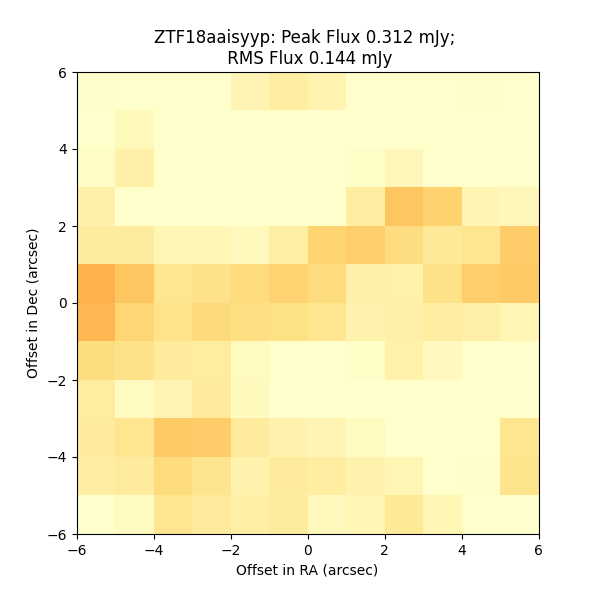 ZTF18aaisyyp: Peak Flux 0.312 mJy;
RMS Flux 0.144 mJy
6
4
2
0
−2
−4
−6
Offset in Dec (arcsec)
−6 −4 −2 0 2 4 6
Offset in RA (arcsec)